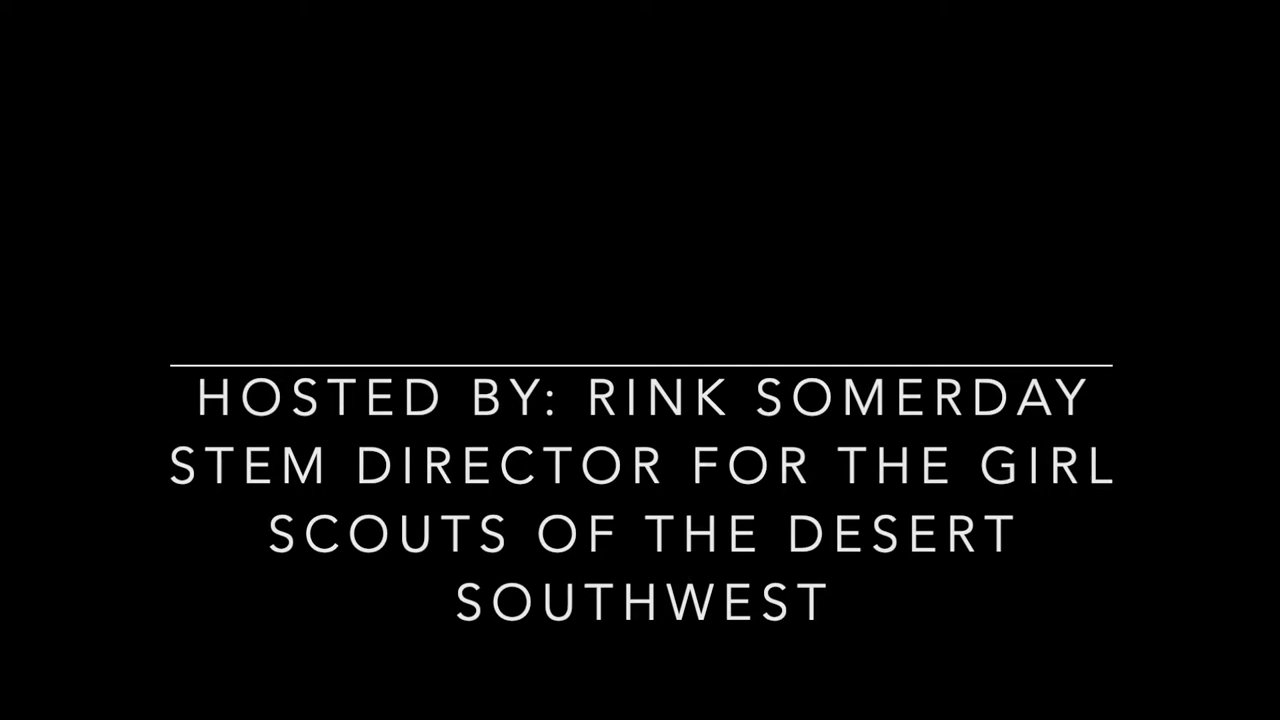 HOSTED BY: RINK SOMERDAY
STEM DIRECTOR FOR THE GIRL
SCOUTS OF THE DESERT
SOUTHWEST